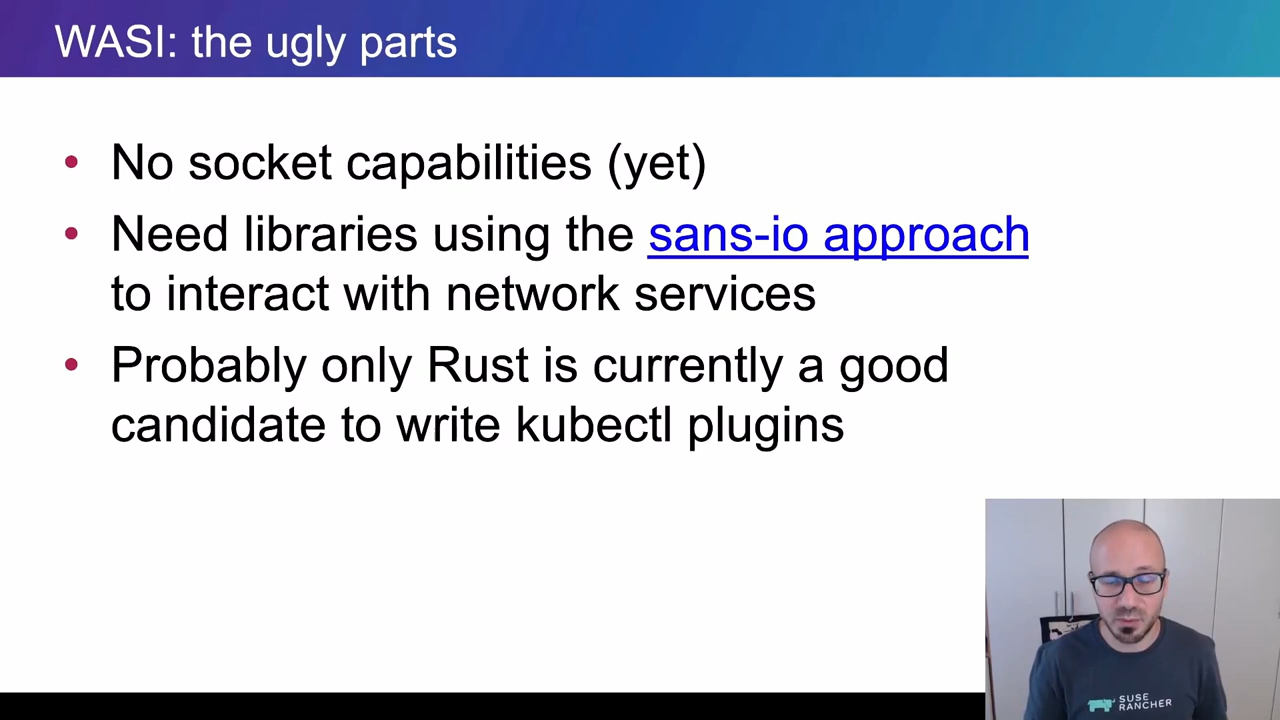 WASI: the ugly parts
• No socket capabilities (yet)
• Need libraries using the sans-io approach
to interact with network services
• Probably only Rust is currently a good
candidate to write kubectl plugins
SUSE
RANCHER